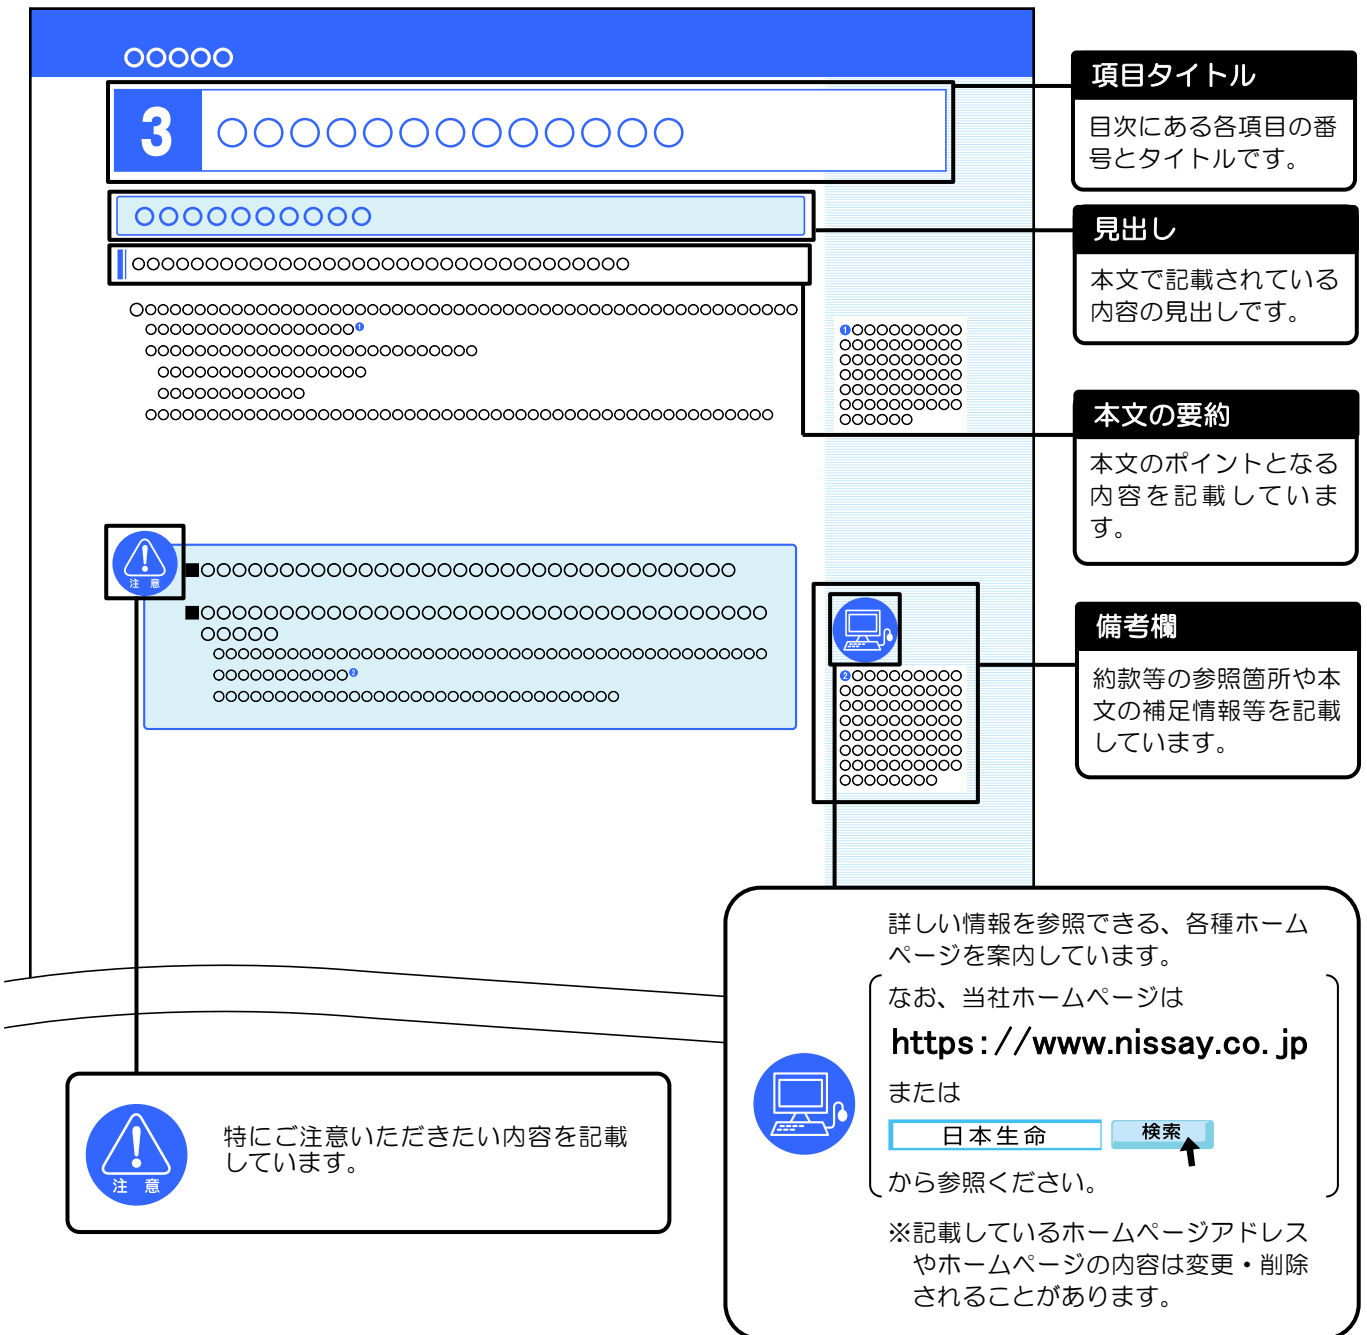 ○○○○○
3 ○○○○○○○○○○○○○
○○○○○○○○○○
○○○○○○○○○○○○○○○○○○○○○○○○○○○○○○○○○○
項目タイトル
目次にある各項目の番
号とタイトルです。
見出し
本文で記載されている
内容の見出しです。
本文の要約
本文のポイントとなる
内容を記載していま
す。
注 意
備考欄
約款等の参照箇所や本
文の補足情報等を記載
しています。
注 意
特にご注意いただきたい内容を記載
しています。
詳しい情報を参照できる、各種ホーム
ページを案内しています。
なお、当社ホームページは
https://www.nissay.co.jp
または
日本生命 検索
から参照ください。
※記載しているホームページアドレス
やホームページの内容は変更・削除
されることがあります。